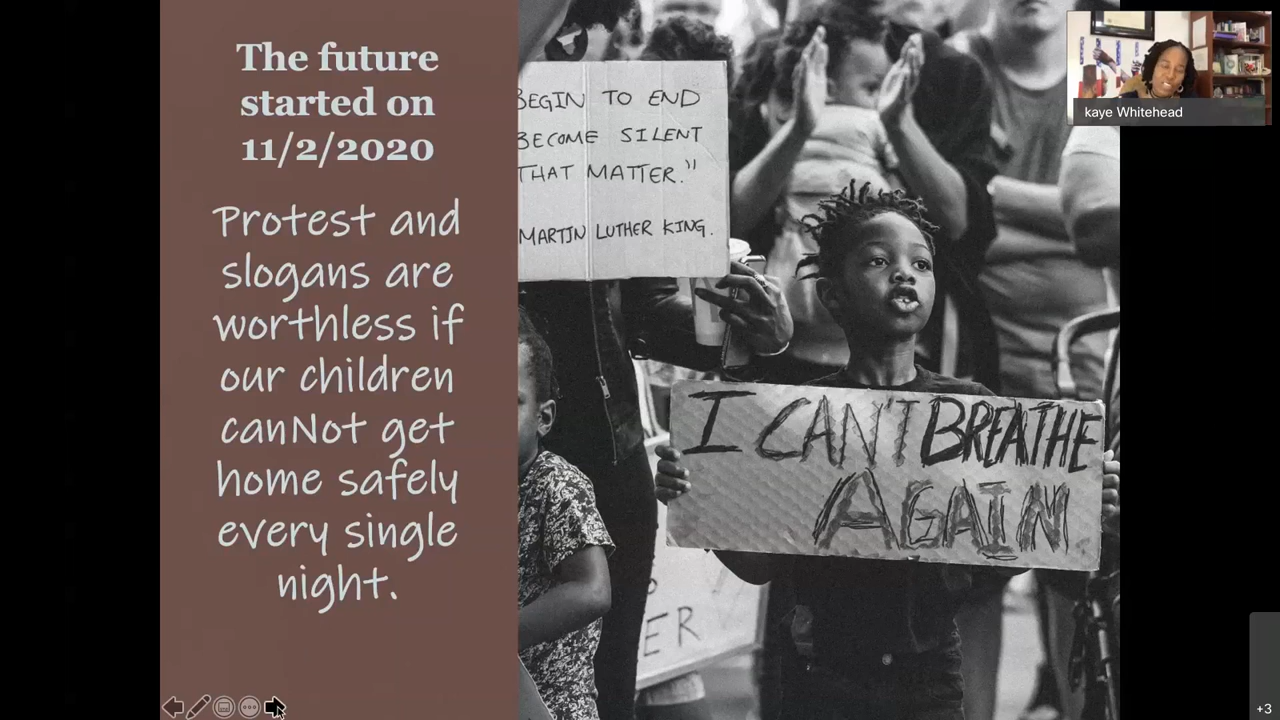 The future
started on
11/2/2020
Protest and
slogans are
worthless if
our children
canNot get
home safely
every single
night.
BEGIN TO END
BECOME SILENT
THAT MATTER."
MARTIN LUTHER KING.
I CAN'T BREATHE
AGAIN
ER
kaye Whitehead
+3